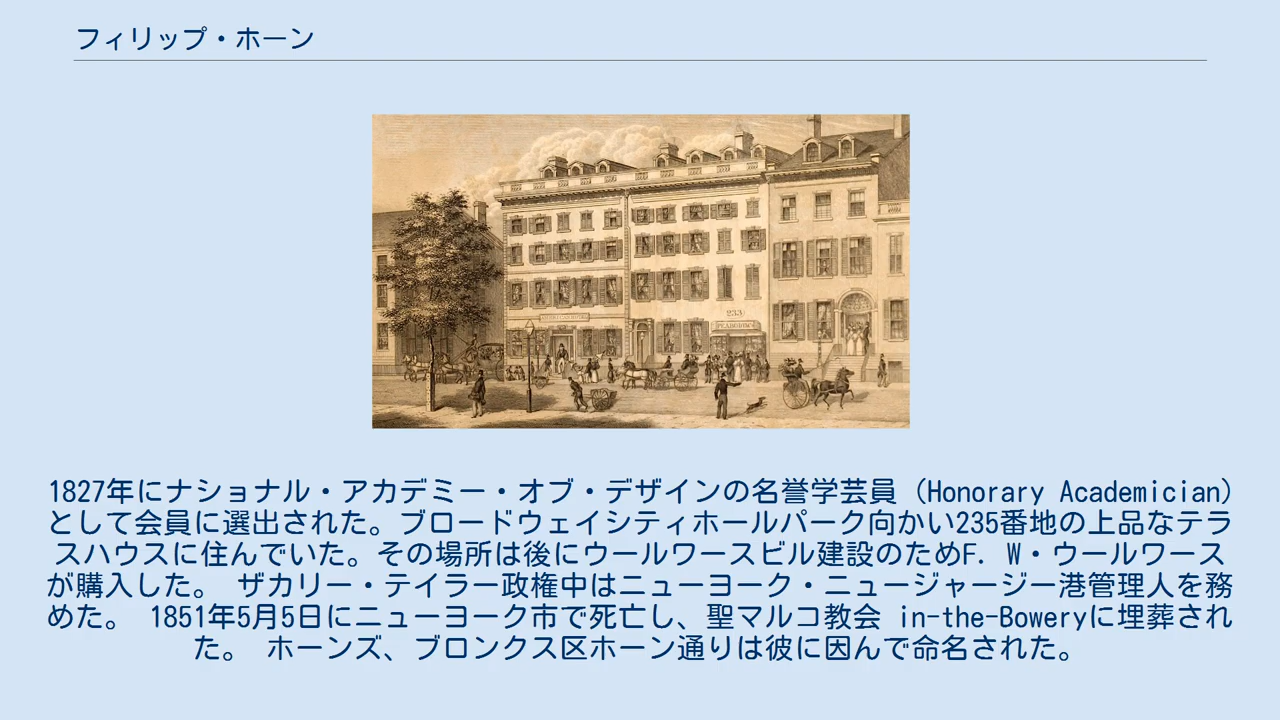 フィリップ・ホーン
233
PEABODY&Co
1827年にナショナル・アカデミー・オブ・デザインの名誉学芸員 (Honorary Academician)
として会員に選出された。ブロードウェイシティホールパーク向かい235番地の上品なテラ
スハウスに住んでいた。その場所は後にウールワースビル建設のためF. W・ウールワース
が購入した。 ザカリー・テイラー政権中はニューヨーク・ニュージャージー港管理人を務
めた。 1851年5月5日にニューヨーク市で死亡し、聖マルコ教会 in-the-Boweryに埋葬され
た。 ホーンズ、ブロンクス区ホーン通りは彼に因んで命名された。